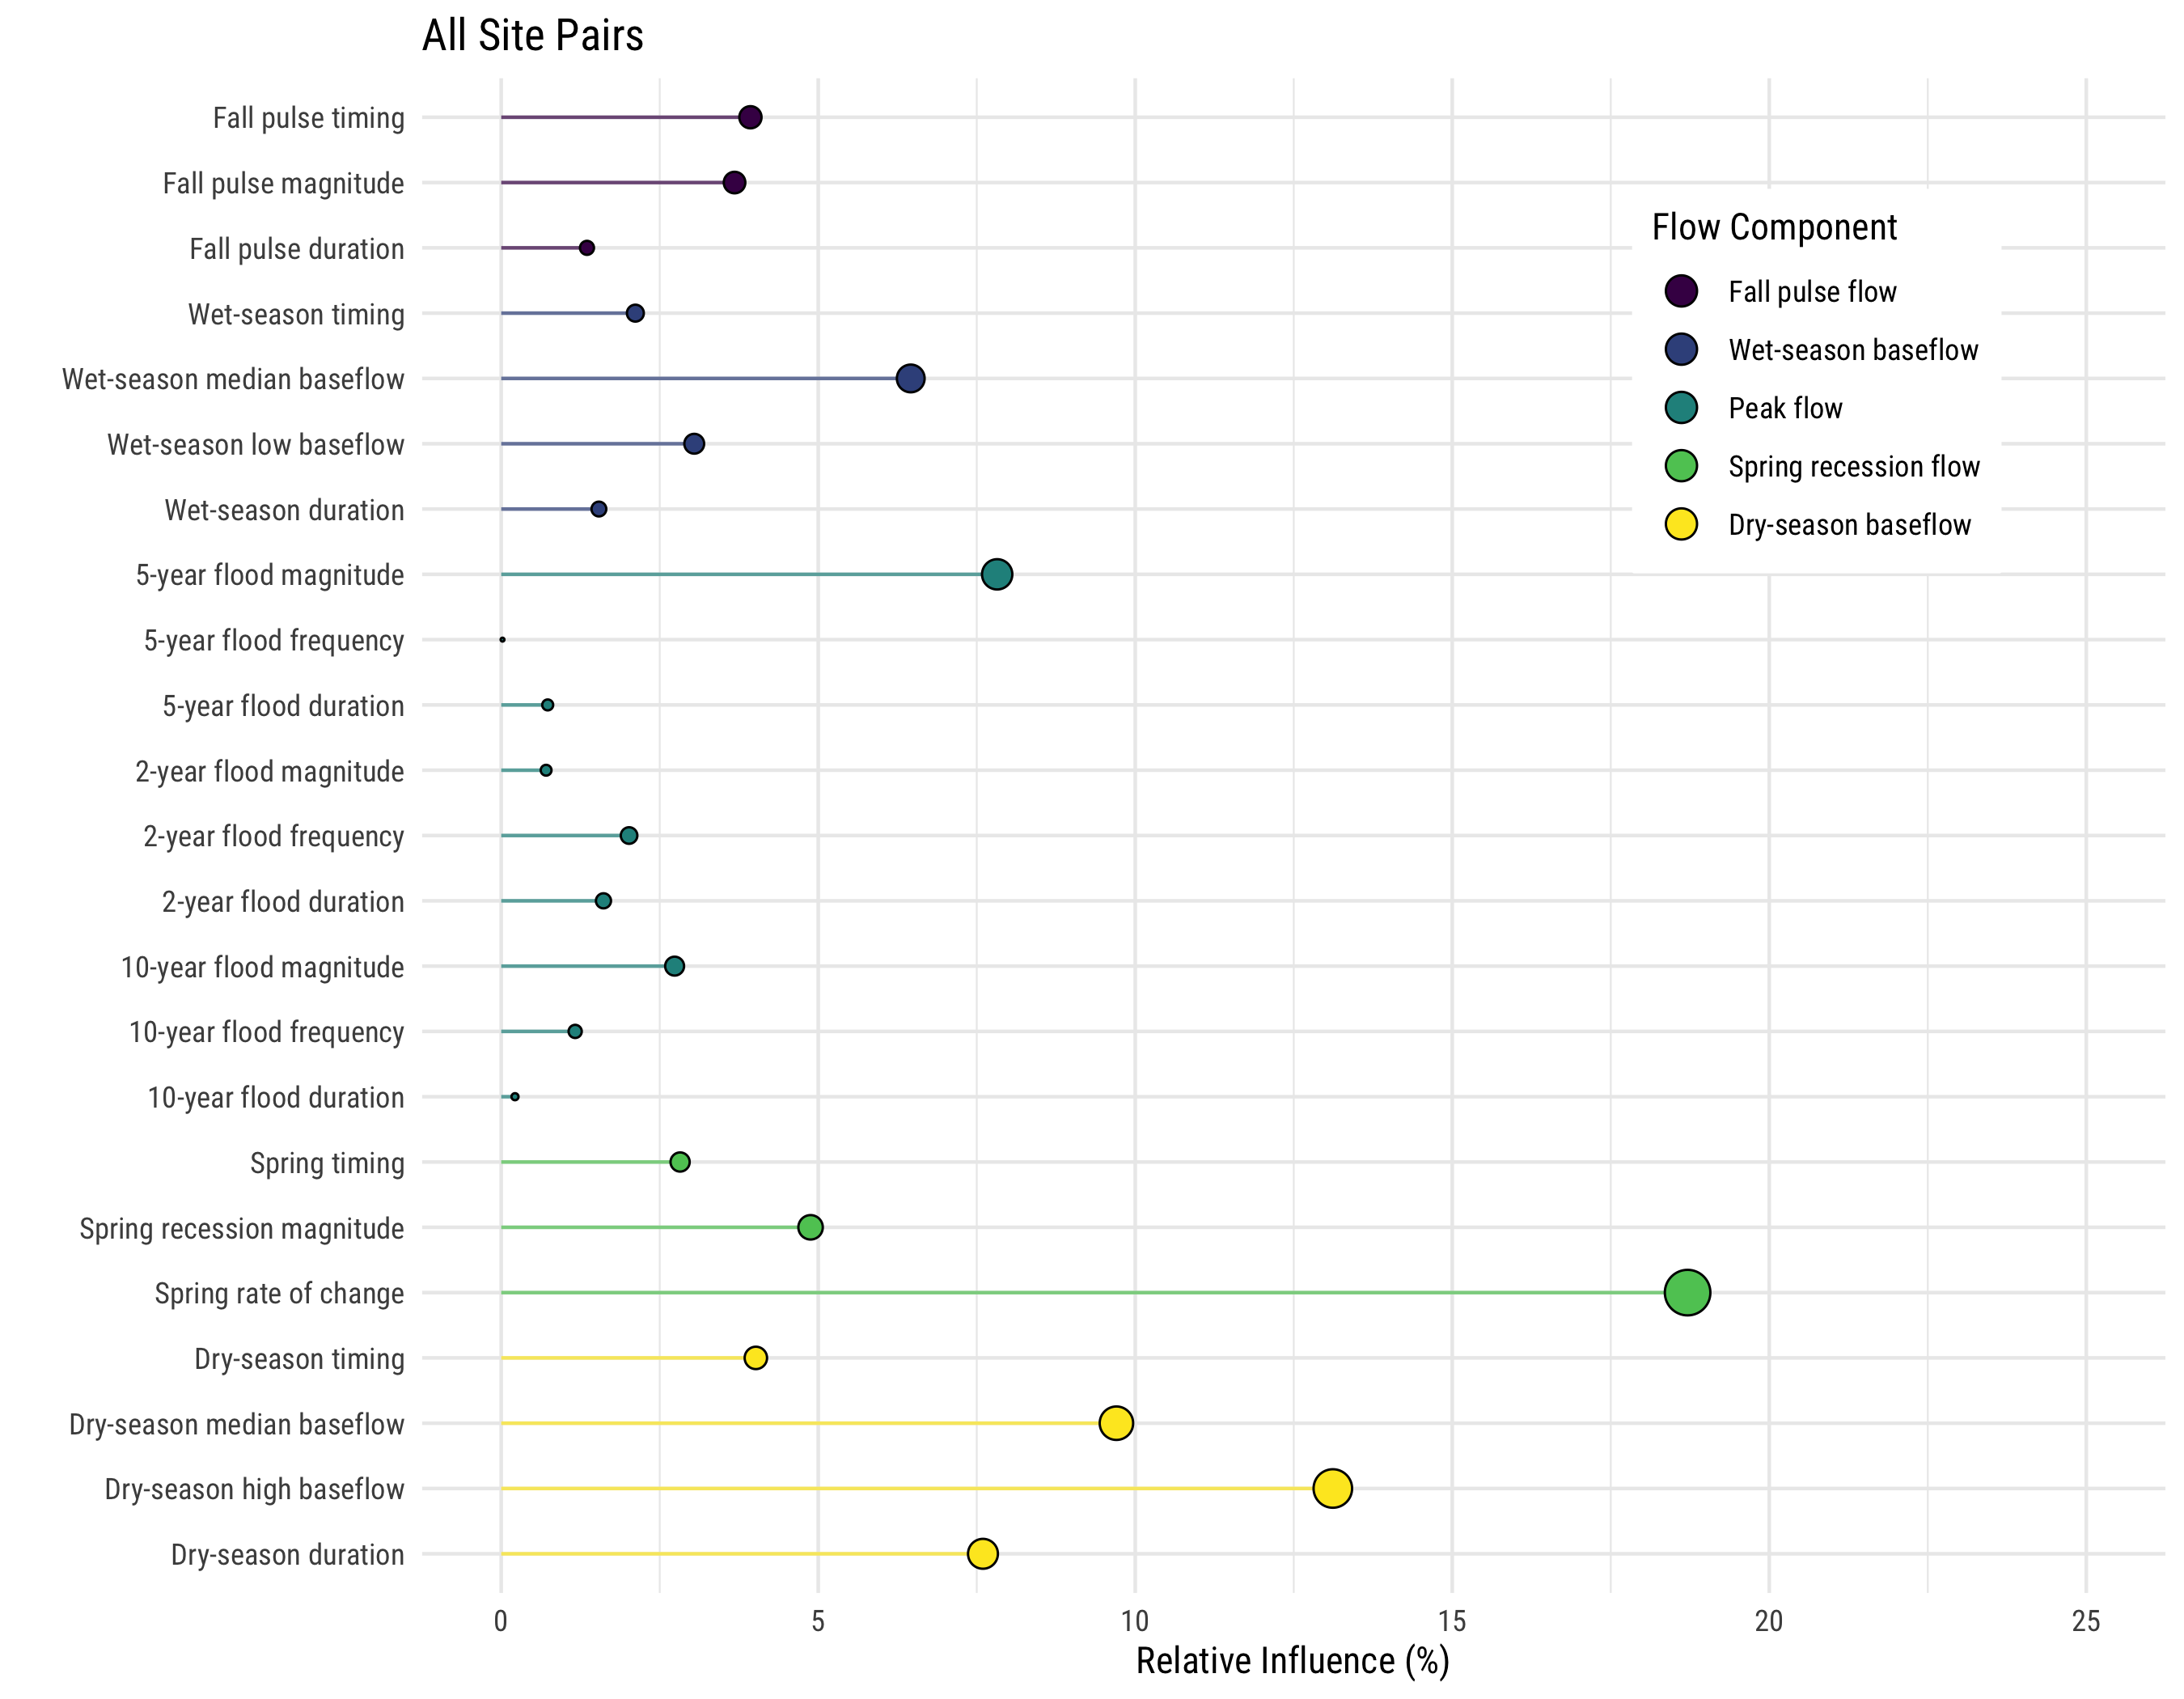 All Site Pairs
Fall pulse timing
Fall pulse magnitude
Fall pulse duration
Wet-season timing
Wet-season median baseflow
Wet-season low baseflow
Wet-season duration
5-year flood magnitude
5-year flood frequency
5-year flood duration
2-year flood magnitude
2-year flood frequency
2-year flood duration
10-year flood magnitude
10-year flood frequency
10-year flood duration
Spring timing
Spring recession magnitude
Spring rate of change
Dry-season timing
Dry-season median baseflow
Dry-season high baseflow
Dry-season duration
Flow Component
Fall pulse flow
Wet-season baseflow
Peak flow
Spring recession flow
Dry-season baseflow
0 5 10 15 20 25
Relative Influence (%)